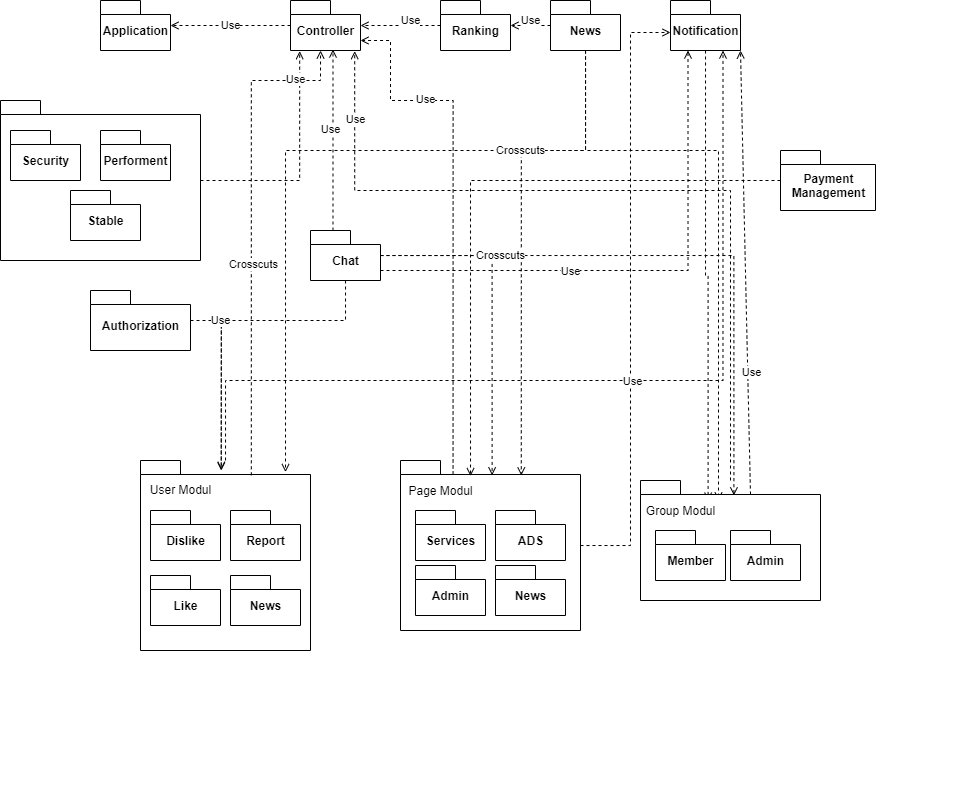 Application
Use
Controller
Use
Ranking
Use
News
Notification
Use
Use
Use
Use
Security
Performent
Stable
Crosscuts
Payment
Management
Chat
Crosscuts
Use
Crosscuts
Authorization
Use
Use
Use
User Modul
Dislike
Report
Like
News
Page Modul
Services
ADS
Admin
News
Group Modul
Member
Admin